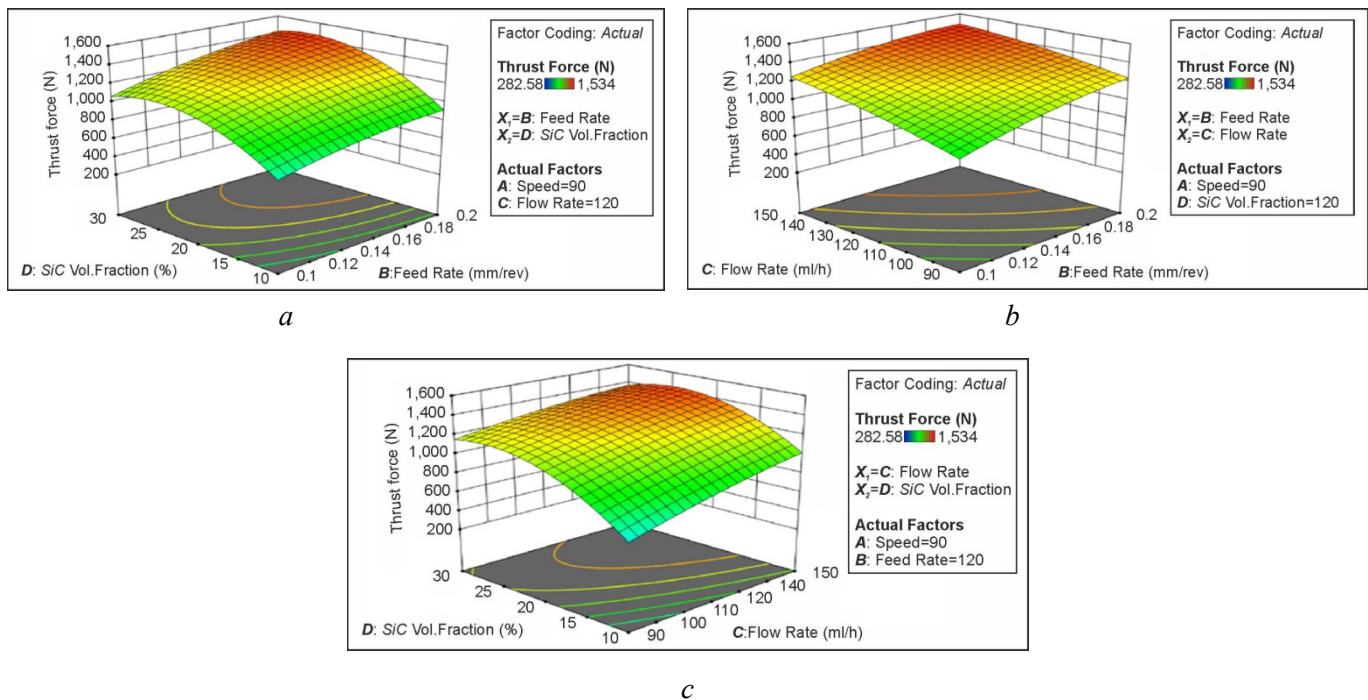 1,600
1,400
1,200
1,000
800
600
400
200
Thrust force (N)
30
25
20
15
10
D: SiC Vol.Fraction (%)
0.1
0.12
0.14
0.16
0.18
0.2
B:Feed Rate (mm/rev)
Factor Coding: Actual
Thrust Force (N)
282.58 1,534
X₁=B: Feed Rate
X₂=D: SiC Vol.Fraction
Actual Factors
A: Speed=90
C: Flow Rate=120
a
1,600
1,400
1,200
1,000
800
600
400
200
Thrust force (N)
150
140
130
120
110
100
90
C: Flow Rate (ml/h)
0.1
0.12
0.14
0.16
0.18
0.2
B:Feed Rate (mm/rev)
Factor Coding: Actual
Thrust Force (N)
282.58 1,534
X₁=B: Feed Rate
X₂=C: Flow Rate
Actual Factors
A: Speed=90
D: SiC Vol.Fraction=120
b
1,600
1,400
1,200
1,000
800
600
400
200
Thrust force (N)
30
25
20
15
10
D: SiC Vol.Fraction (%)
90
100
110
120
140
150
C:Flow Rate (ml/h)
Factor Coding: Actual
Thrust Force (N)
282.58 1,534
X₁=C: Flow Rate
X₂=D: SiC Vol.Fraction
Actual Factors
A: Speed=90
B: Feed Rate=120
c